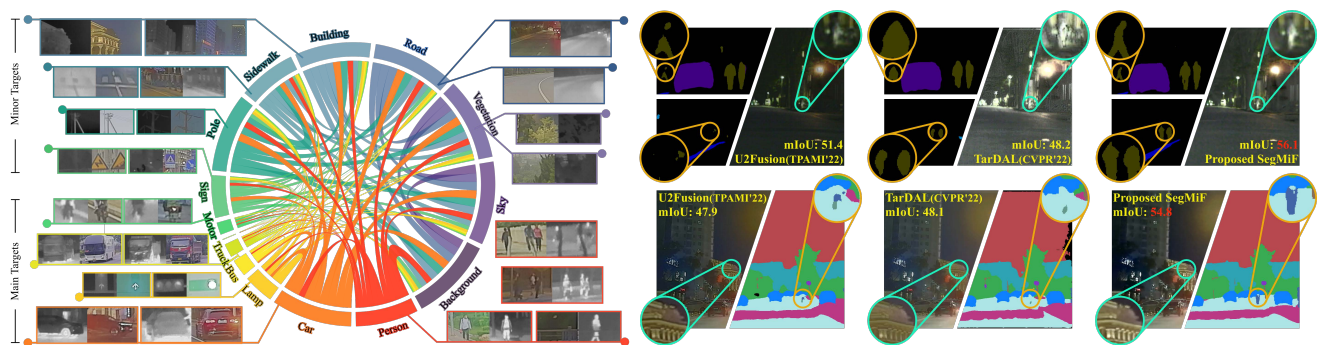 Minor Targets
Main Targets
Building
Road
Sidewalk
Vegetation
Pole
Sky
Sign
Motor
Truck
Bus
Lamp
Background
Car
Person
mIoU: 51.4
U2Fusion(TPAMI'22)
mIoU: 48.2
TarDAL(CVPR'22)
mIoU: 56.1
Proposed SegMiF
U2Fusion(TPAMI'22)
mIoU: 47.9
TarDAL(CVPR'22)
mIoU: 48.1
Proposed SegMiF
mIoU: 54.8